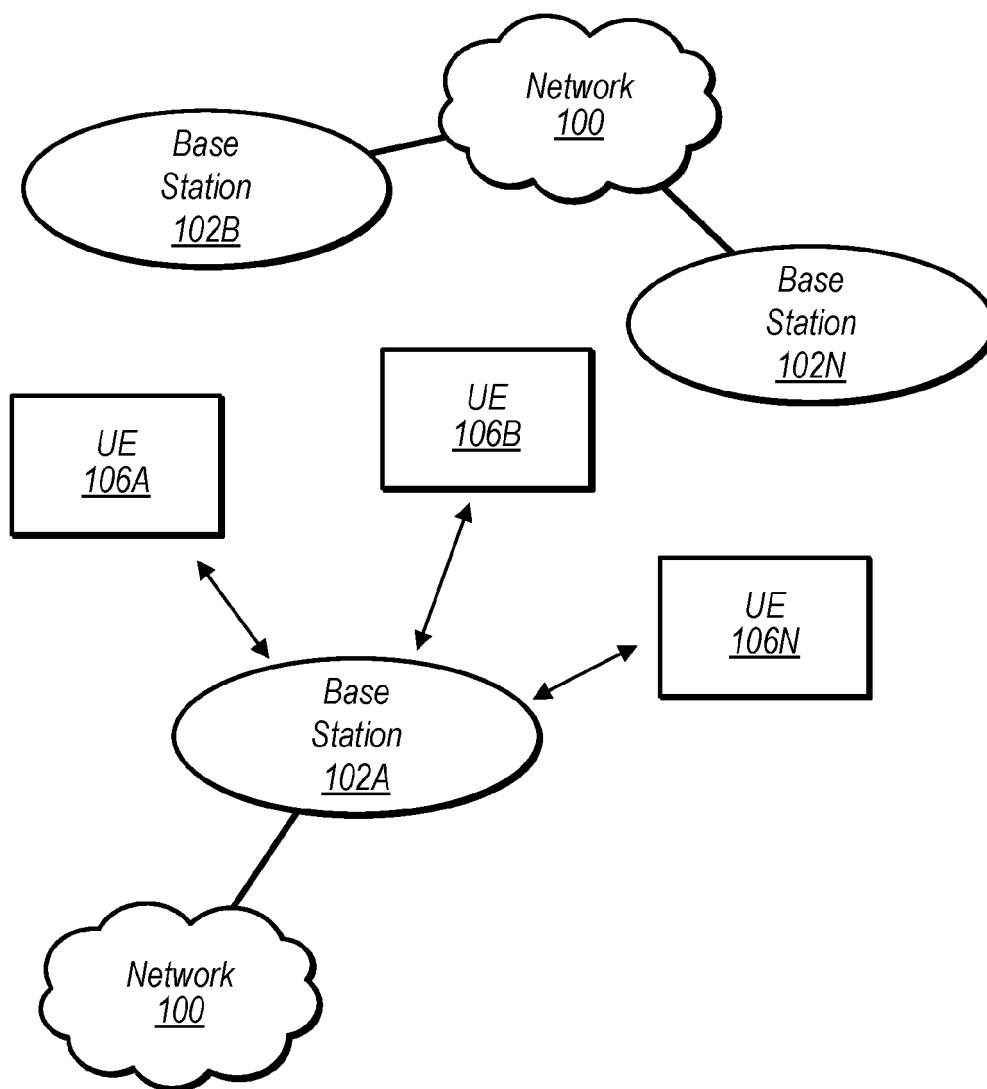 Network
100
Base
Station
102B
Base
Station
102N
UE
106B
UE
106A
UE
106N
Base
Station
102A
Network
100